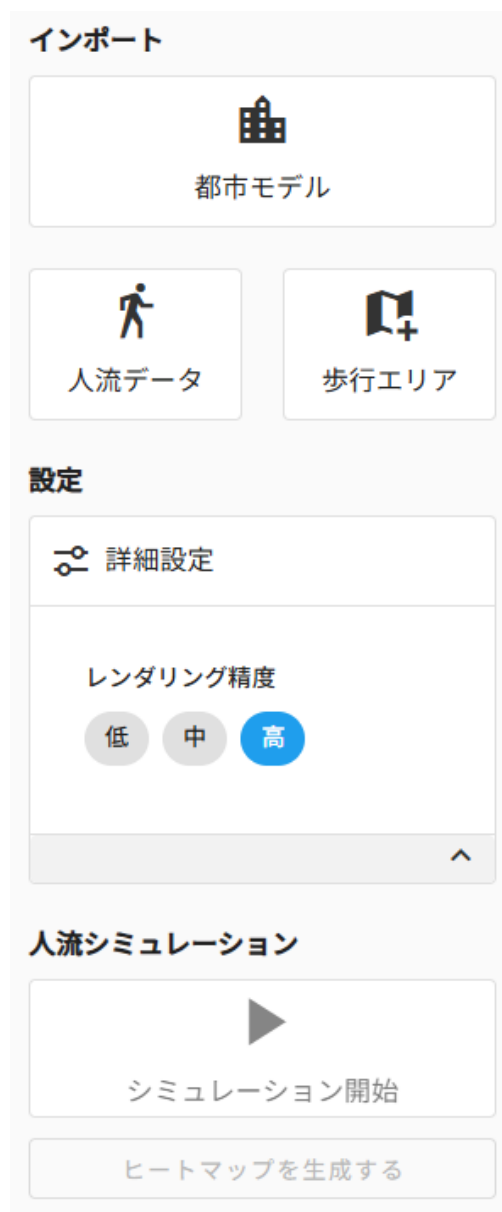 インポート
都市モデル
人流データ
歩行エリア
設定
詳細設定
レンダリング精度
低 中 高
人流シミュレーション
シミュレーション開始
ヒートマップを生成する